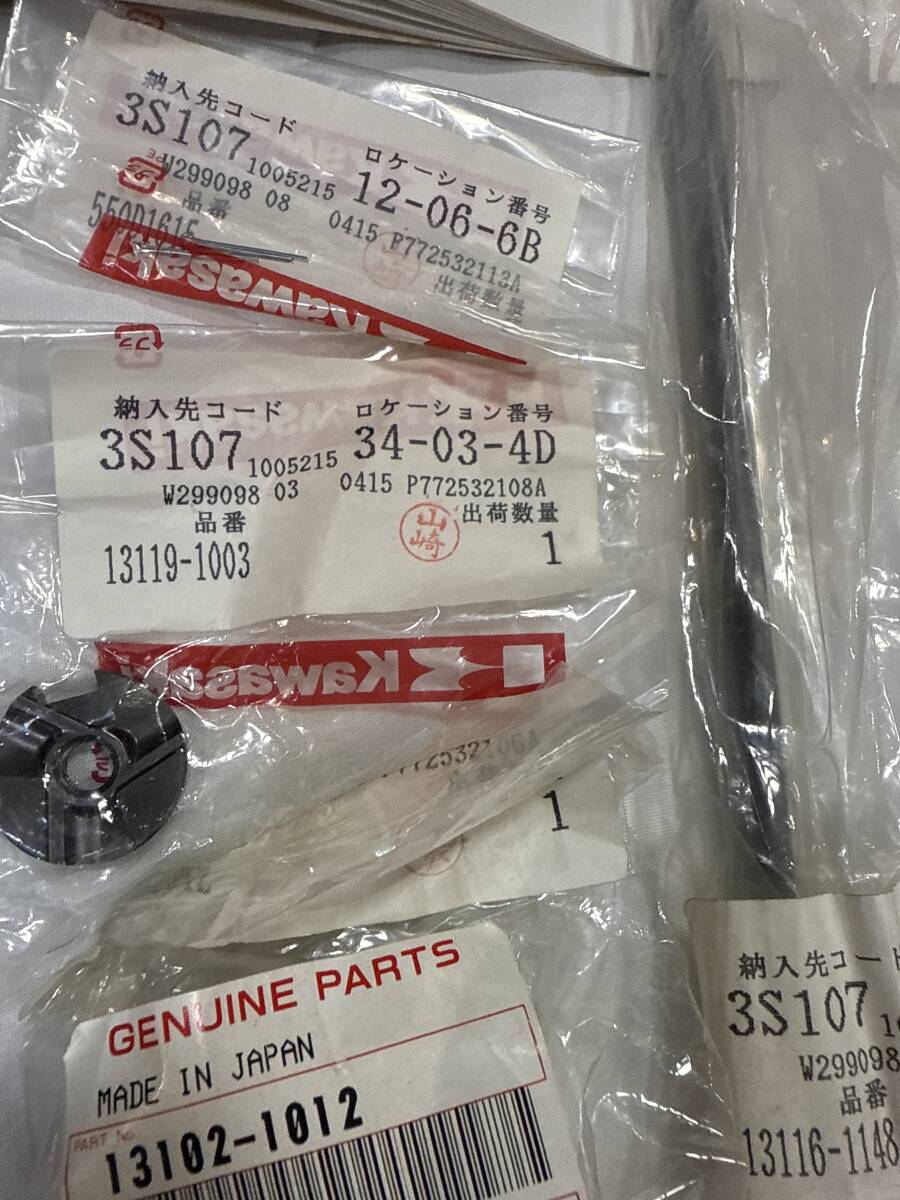 納入先コード
3S107 1005215
ロケーション番号
12-06-6B
W299098 08
0415 P772532113A
品番
550D1615
出荷数量
Kawasaki
納入先コード
ロケーション番号
3S107 1005215 34-03-4D
W299098 03 0415 P772532108A
品番
山崎
出荷数量
13119-1003
1
Kawasaki
1
GENUINE PARTS
MADE IN JAPAN
PART No.
13102-1012
納入先コード
3S107
W299098
品番
13116-1148